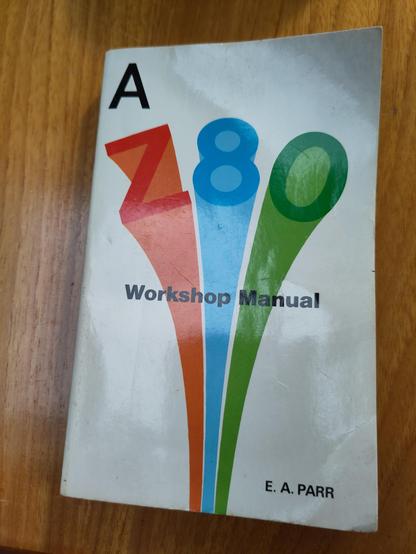 A
Z80
Workshop Manual
E. A. PARR